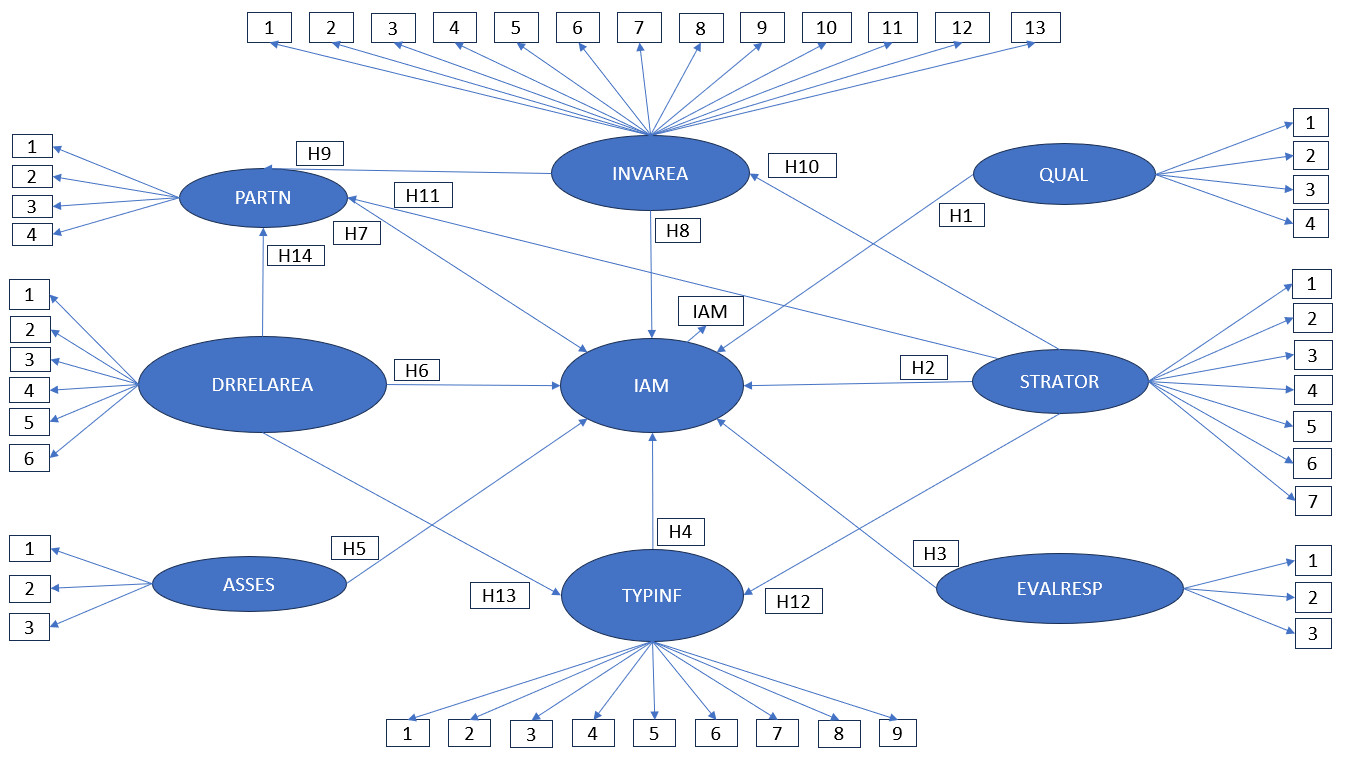 1 2 3 4 5 6 7 8 9 10 11 12 13
1
1
H9
H10
2
INVAREA
QUAL
2
3
PARTN
H11
3
4
H7
H8
H1
4
H14
1
1
IAM
2
2
3
H6
H2
3
4
DRRELAREA
IAM
STRATOR
4
5
5
6
6
7
H4
1
H5
H3
1
2
ASSES
H13
TYPINF
H12
EVALRESP
2
3
3
1 2 3 4 5 6 7 8 9